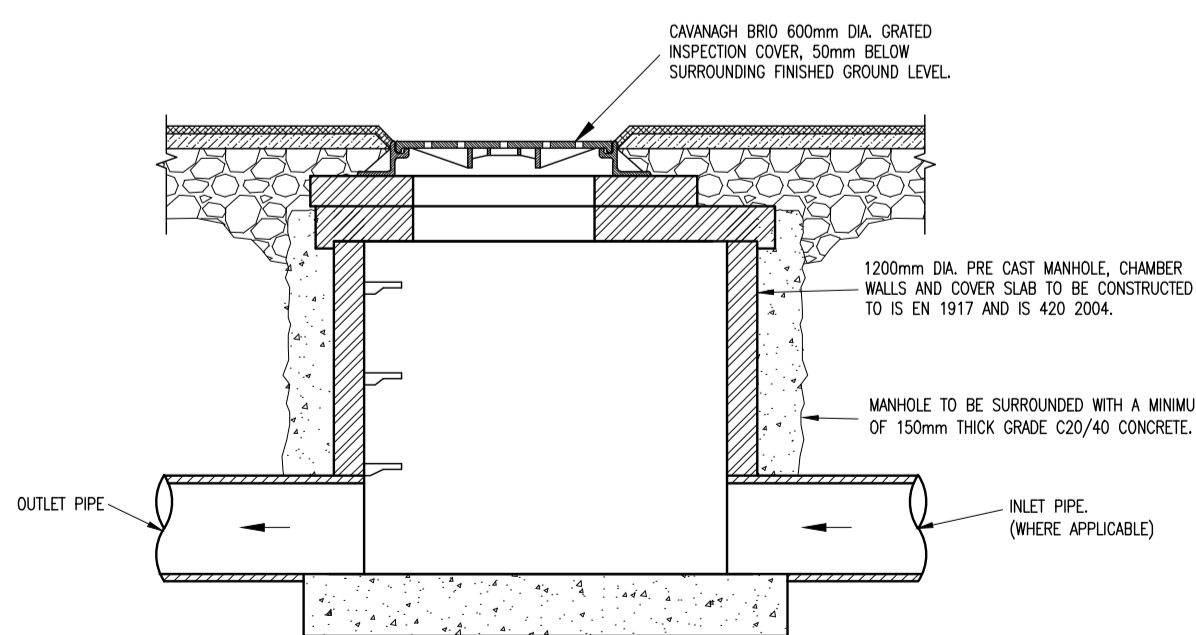 CAVANAGH BRIO 600mm DIA. GRATED
INSPECTION COVER, 50mm BELOW
SURROUNDING FINISHED GROUND LEVEL.
1200mm DIA. PRE CAST MANHOLE, CHAMBER
WALLS AND COVER SLAB TO BE CONSTRUCTED
TO IS EN 1917 AND IS 420 2004.
MANHOLE TO BE SURROUNDED WITH A MINIMU
OF 150mm THICK GRADE C20/40 CONCRETE.
OUTLET PIPE
INLET PIPE.
(WHERE APPLICABLE)